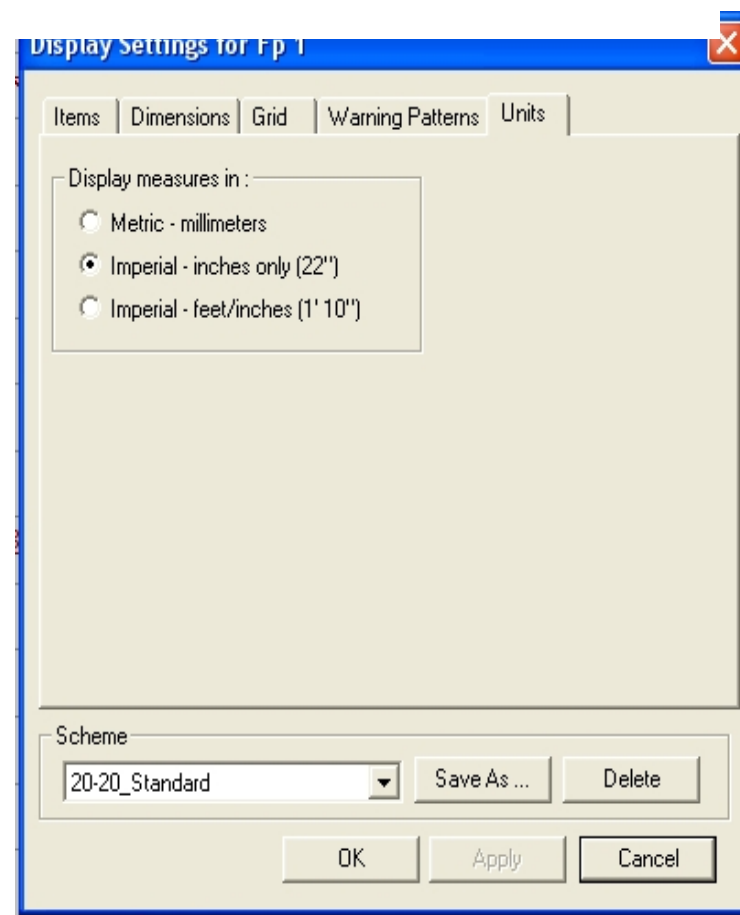 Display Settings for Fp 1
Items Dimensions Grid Warning Patterns Units
Display measures in :
Metric - millimeters
Imperial - inches only (22")
Imperial - feet/inches (1' 10")
Scheme
20-20_Standard Save As ... Delete
OK Apply Cancel